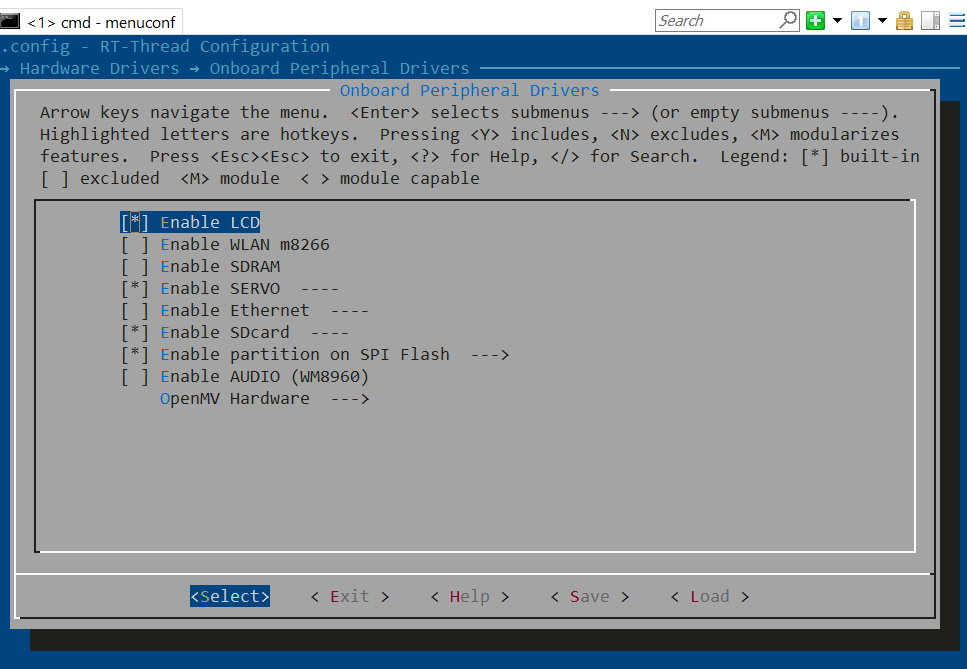 <1> cmd - menuconf
Search
.config - RT-Thread Configuration
→ Hardware Drivers → Onboard Peripheral Drivers
Onboard Peripheral Drivers
Arrow keys navigate the menu.  <Enter> selects submenus ---> (or empty submenus ----).
Highlighted letters are hotkeys.  Pressing <Y> includes, <N> excludes, <M> modularizes
features.  Press <Esc><Esc> to exit, <?> for Help, </> for Search.  Legend: [*] built-in
[ ] excluded  <M> module  < > module capable
[*] Enable LCD
[ ] Enable WLAN m8266
[ ] Enable SDRAM
[*] Enable SERVO  ----
[ ] Enable Ethernet  ----
[*] Enable SDcard  ----
[*] Enable partition on SPI Flash  --->
[ ] Enable AUDIO (WM8960)
OpenMV Hardware  --->
<Select>    < Exit >    < Help >    < Save >    < Load >